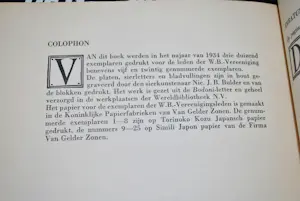 COLOPHON
VAN dit boek werden in het najaar van 1934 drie duizend
exemplaren gedrukt voor de leden der W.B.-Vereeniging
benevens vijf en twintig genummerde exemplaren.
De platen, sierletters en bladvullingen zijn in hout ge-
graveerd door den sierkunstenaar Nic. J. B. Bulder en van
de blokken gedrukt. Het werk is gezet uit de Bodoni-letter en geheel
verzorgd in de werkplaatsen der Wereldbibliotheek N.V.
Het papier voor de exemplaren der W.B.-Vereenigingsleden is gemaakt
in de Koninklijke Papierfabrieken van Van Gelder Zonen. De genum-
merde exemplaren 1—8 zijn op Torinoko Kozu Japansch papier
gedrukt, de nummers 9—25 op Simili Japon papier van de Firma
Van Gelder Zonen.